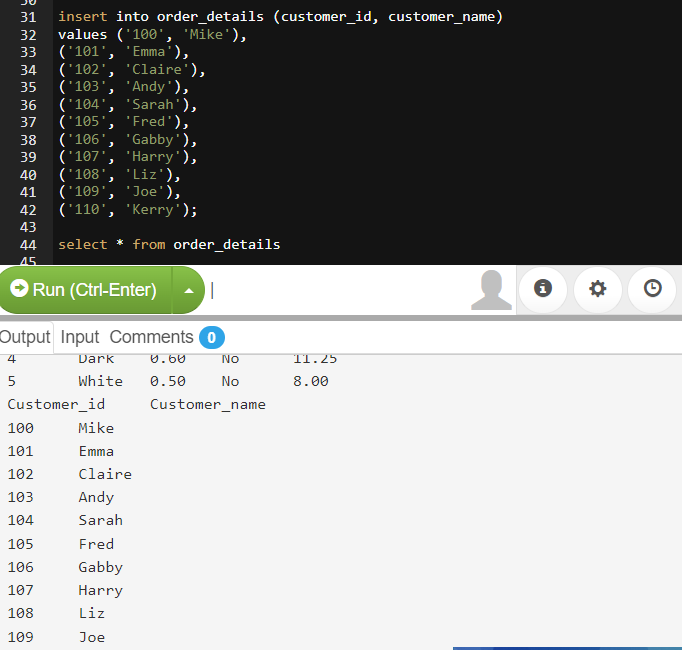 30
31 insert into order_details (customer_id, customer_name)
32 values ('100', 'Mike'),
33 ('101', 'Emma'),
34 ('102', 'Claire'),
35 ('103', 'Andy'),
36 ('104', 'Sarah'),
37 ('105', 'Fred'),
38 ('106', 'Gabby'),
39 ('107', 'Harry'),
40 ('108', 'Liz'),
41 ('109', 'Joe'),
42 ('110', 'Kerry');
43
44 select * from order_details
45
Run (Ctrl-Enter)
Output Input Comments 0
4 Dark 0.60 No 11.25
5 White 0.50 No 8.00
Customer_id Customer_name
100 Mike
101 Emma
102 Claire
103 Andy
104 Sarah
105 Fred
106 Gabby
107 Harry
108 Liz
109 Joe